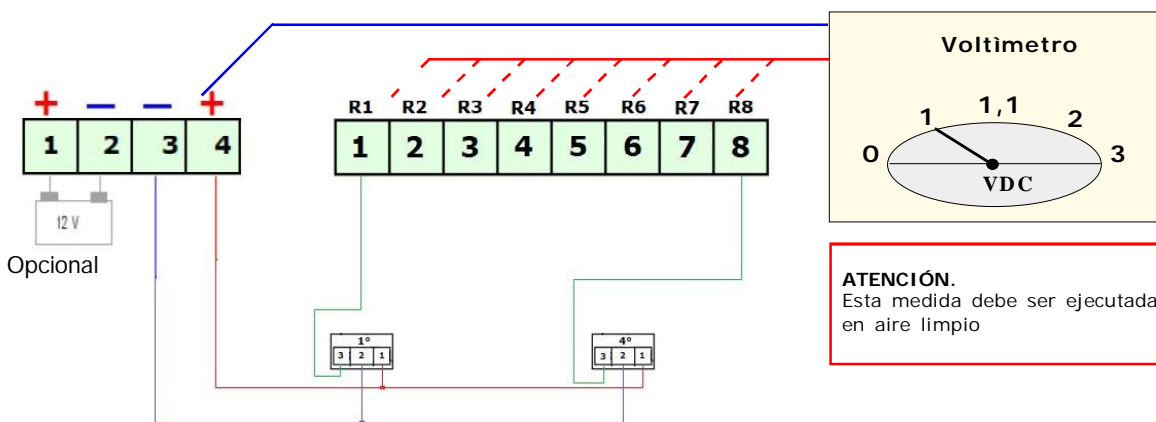 Voltìmetro
0 1 1,1 2 3
VDC
+ — — +
1 2 3 4
R1 R2 R3 R4 R5 R6 R7 R8
1 2 3 4 5 6 7 8
12 V
Opcional
ATENCIÓN.
Esta medida debe ser ejecutada
en aire limpio
1º
3 2 1
4º
3 2 1